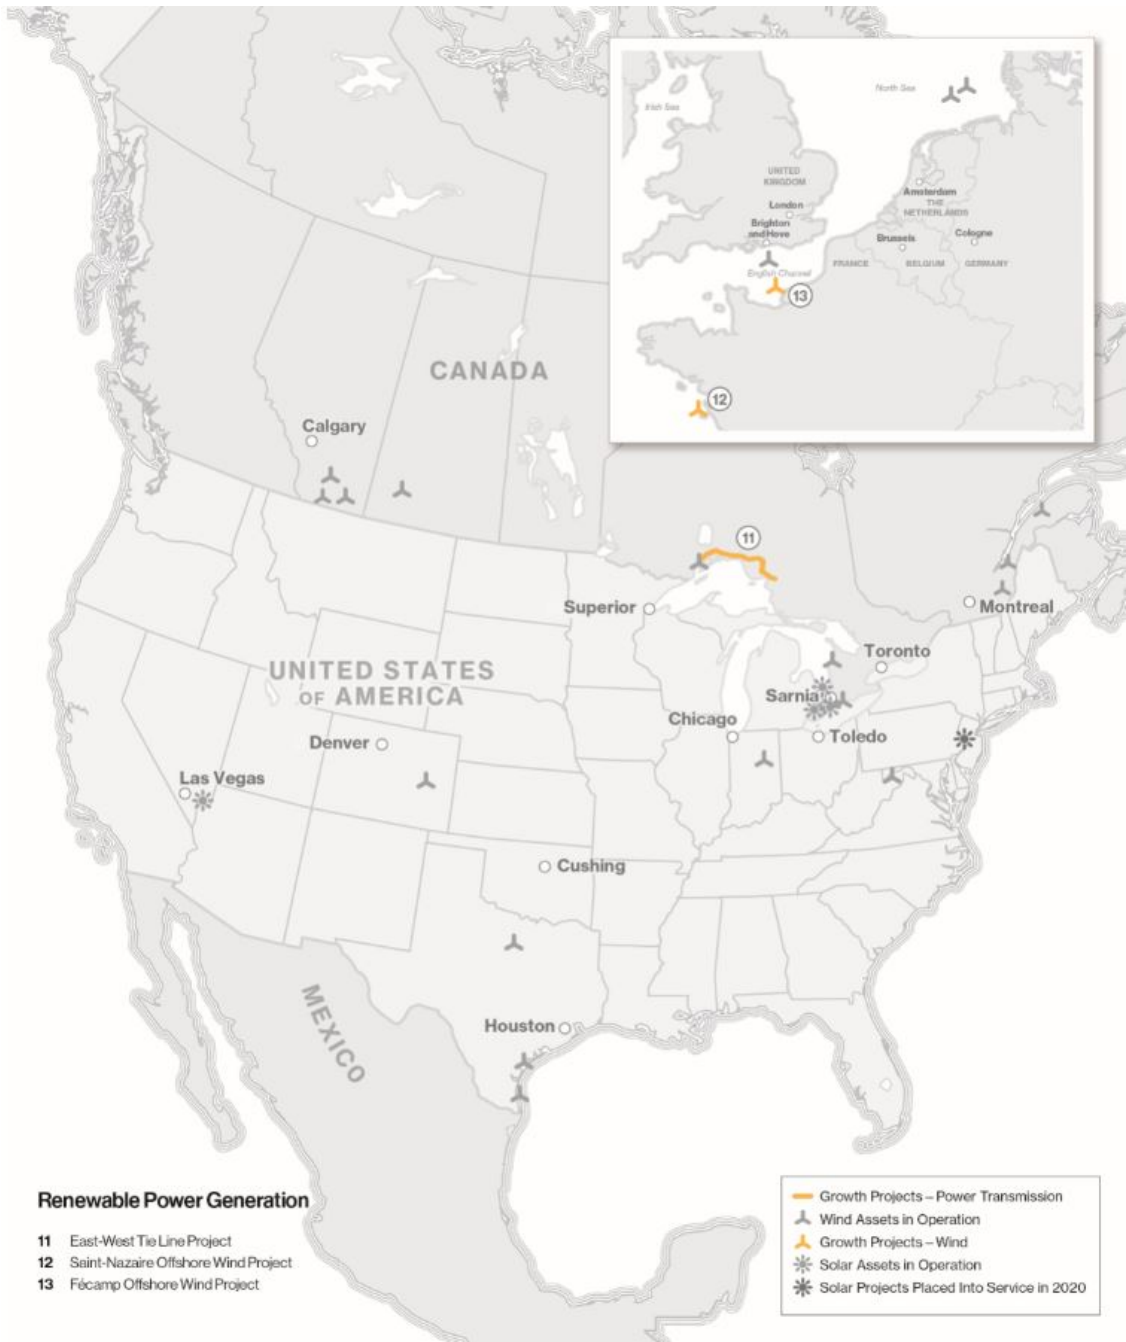 North Sea
Irish Sea
UNITED
KINGDOM
London
Brighton
and Hove
English Channel
Amsterdam
THE
NETHERLANDS
Brussels
Cologne
FRANCE
BELGIUM
GERMANY
13
12
CANADA
Calgary
11
Superior
Montreal
Toronto
UNITED STATES
OF AMERICA
Sarnia
Chicago
Toledo
Denver
Las Vegas
Cushing
Houston
MEXICO
Renewable Power Generation
11 East-West Tie Line Project
12 Saint-Nazaire Offshore Wind Project
13 Fécamp Offshore Wind Project
Growth Projects – Power Transmission
Wind Assets in Operation
Growth Projects – Wind
Solar Assets in Operation
Solar Projects Placed Into Service in 2020